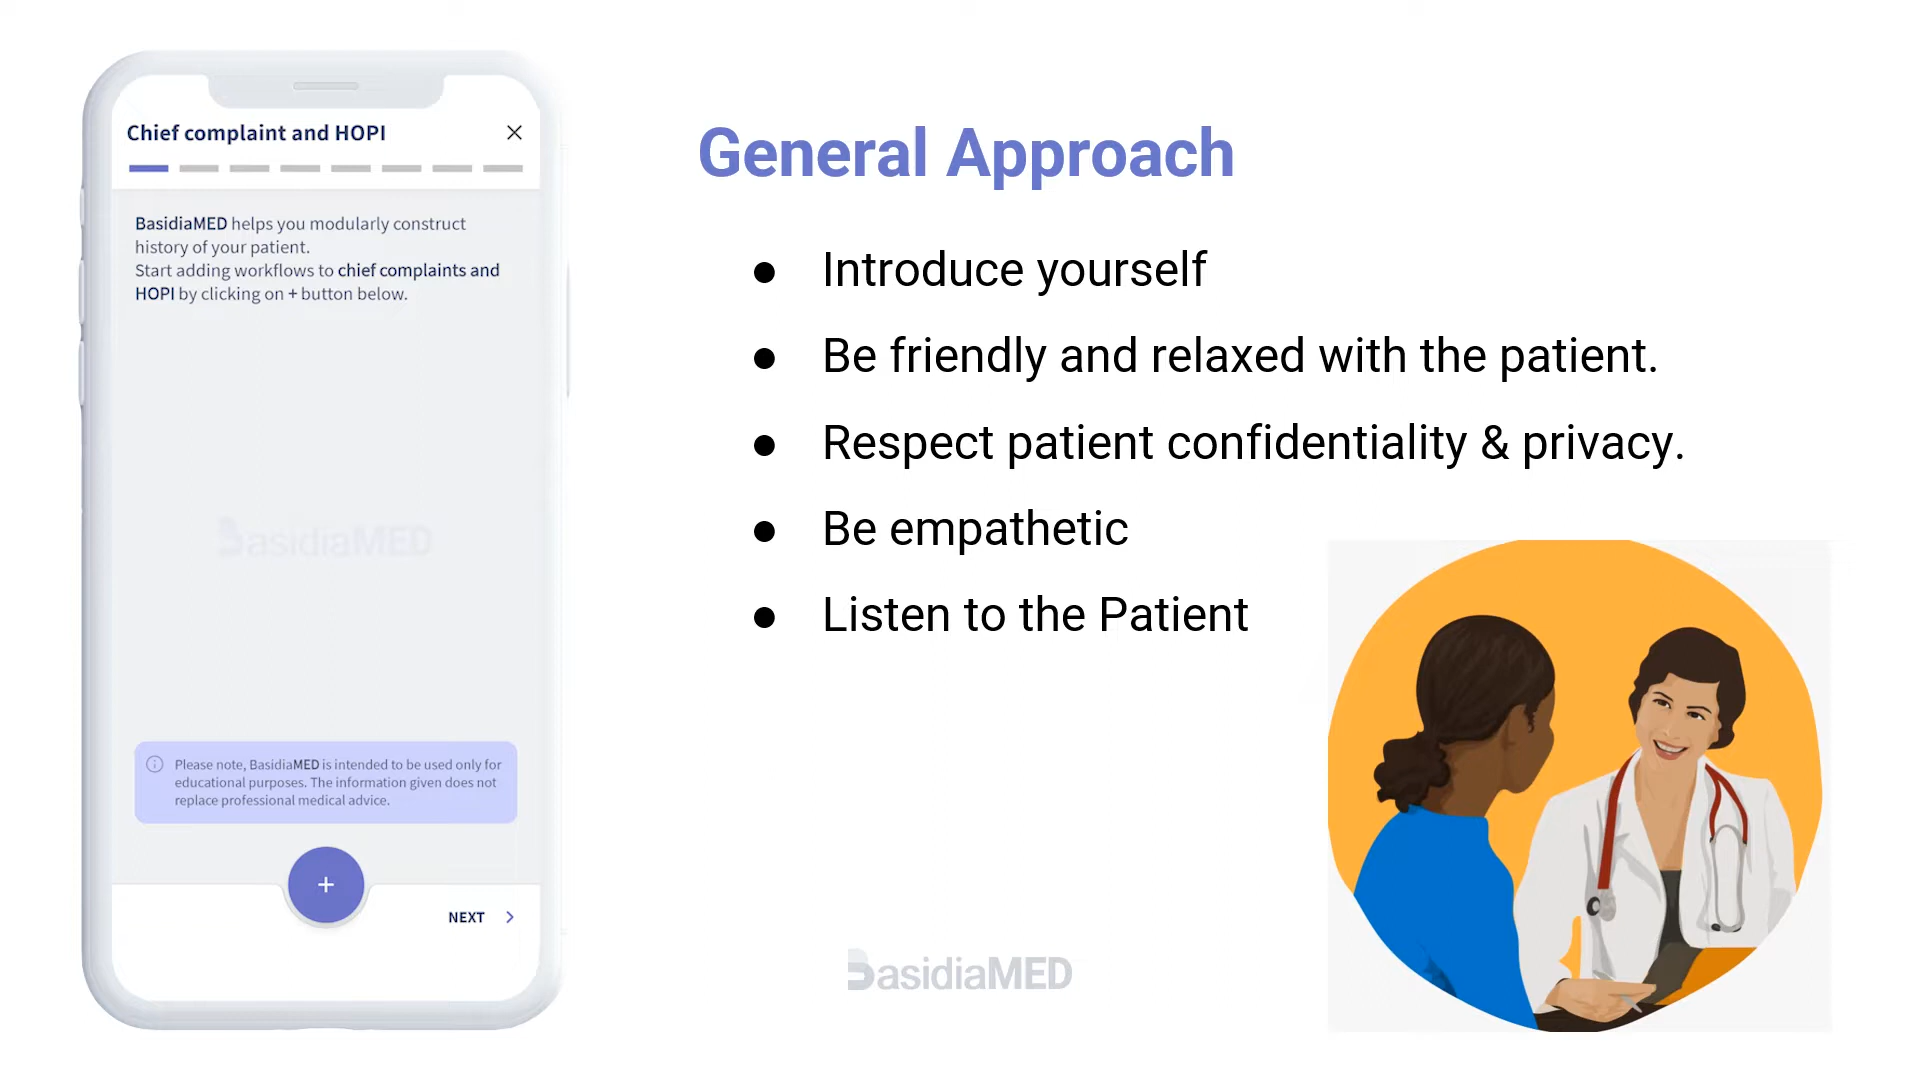 Chief complaint and HOPI
BasidiaMED helps you modularly construct
history of your patient.
Start adding workflows to chief complaints and
HOPI by clicking on + button below.
BasidiaMED
Please note, BasidiaMED is intended to be used only for
educational purposes. The information given does not
replace professional medical advice.
+
NEXT
General Approach
● Introduce yourself
● Be friendly and relaxed with the patient.
● Respect patient confidentiality & privacy.
● Be empathetic
● Listen to the Patient
BasidiaMED